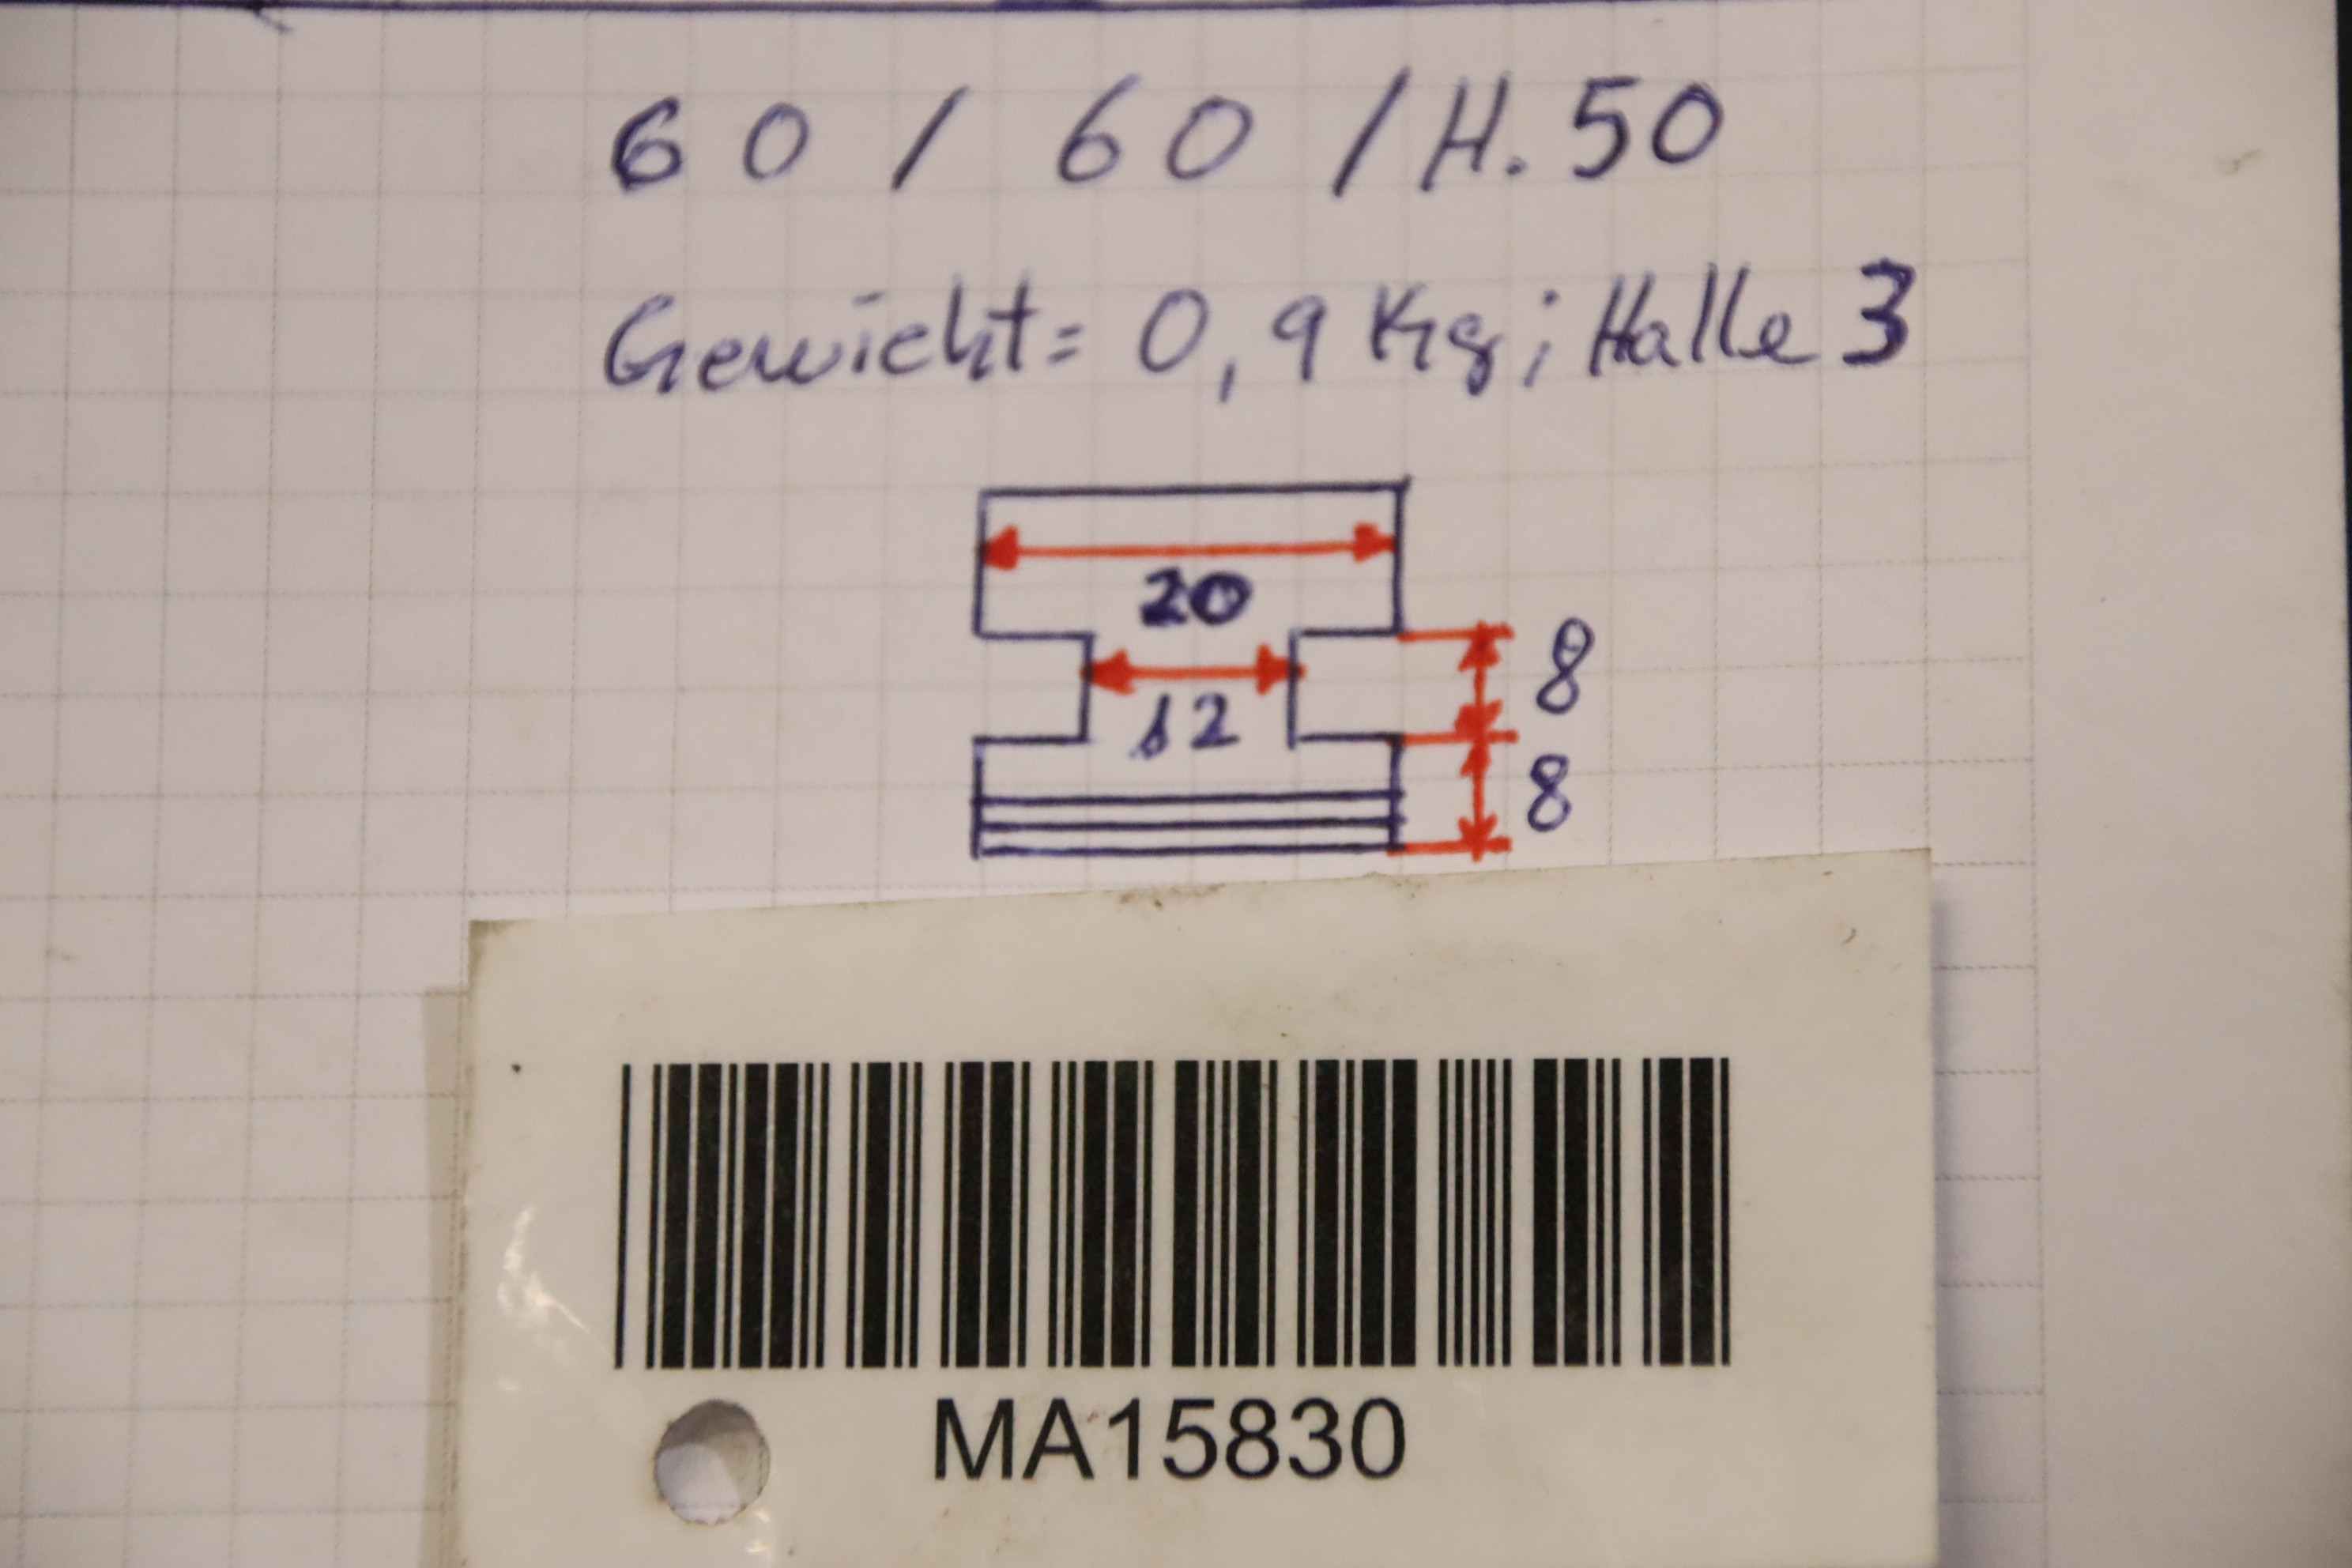 60 / 60 / H. 50
Gewicht = 0,9 Kg ; Halle 3
20
8
12
8
MA15830